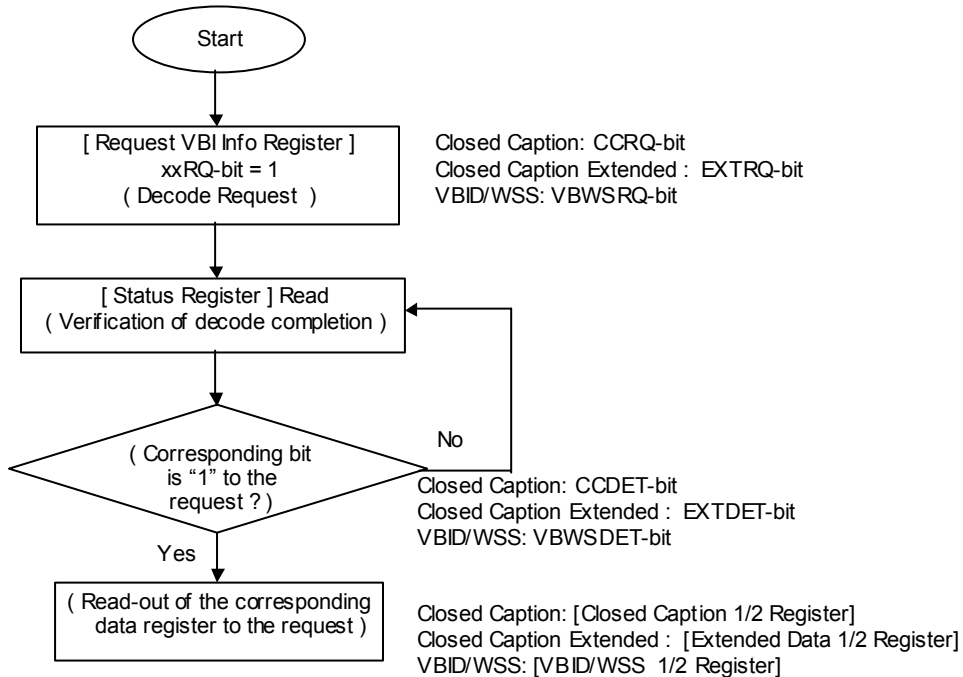 Start
[ Request VBI Info Register ]
xxRQ-bit = 1
( Decode Request )
Closed Caption: CCRQ-bit
Closed Caption Extended : EXTRQ-bit
VBID/WSS: VBWSRQ-bit
[ Status Register ] Read
( Verification of decode completion )
( Corresponding bit
is “1” to the
request ? )
No
Closed Caption: CCDET-bit
Closed Caption Extended : EXTDET-bit
VBID/WSS: VBWSDET-bit
Yes
( Read-out of the corresponding
data register to the request )
Closed Caption: [Closed Caption 1/2 Register]
Closed Caption Extended : [Extended Data 1/2 Register]
VBID/WSS: [VBID/WSS 1/2 Register]